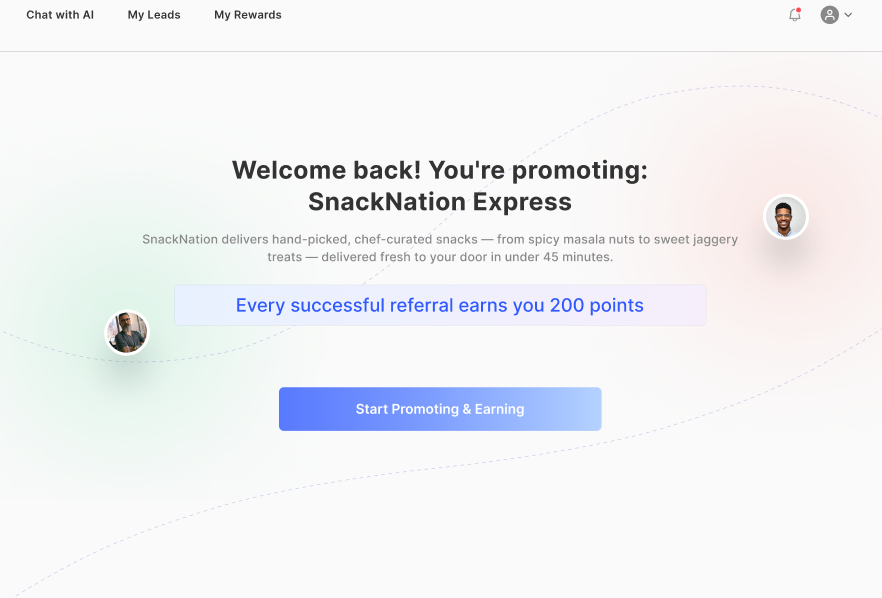 Chat with AI
My Leads
My Rewards
Welcome back! You're promoting:
SnackNation Express
SnackNation delivers hand-picked, chef-curated snacks — from spicy masala nuts to sweet jaggery
treats — delivered fresh to your door in under 45 minutes.
Every successful referral earns you 200 points
Start Promoting & Earning